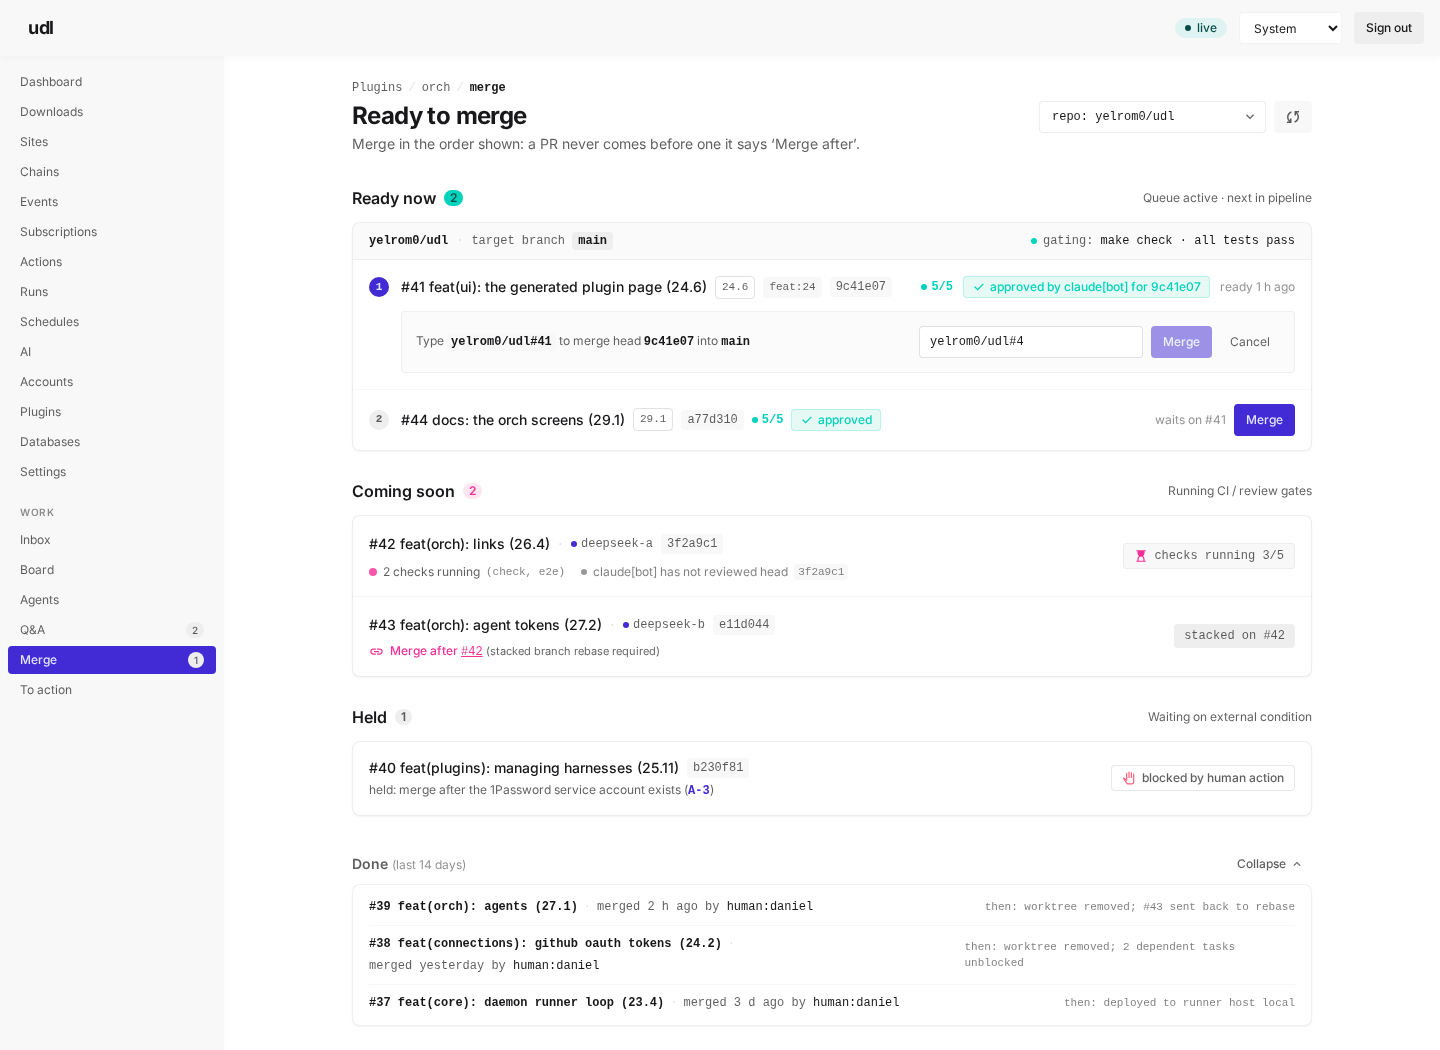 udl
live
System
Sign out
Dashboard
Downloads
Sites
Chains
Events
Subscriptions
Actions
Runs
Schedules
AI
Accounts
Plugins
Databases
Settings
WORK
Inbox
Board
Agents
Q&A 2
Merge 1
To action
Plugins / orch / merge
Ready to merge
repo: yelrom0/udl
Merge in the order shown: a PR never comes before one it says ‘Merge after’.
Ready now 2
Queue active · next in pipeline
yelrom0/udl · target branch main
gating: make check · all tests pass
1 #41 feat(ui): the generated plugin page (24.6) 24.6 feat:24 9c41e07 5/5 approved by claude[bot] for 9c41e07 ready 1 h ago
Type yelrom0/udl#41 to merge head 9c41e07 into main
yelrom0/udl#4
Merge
Cancel
2 #44 docs: the orch screens (29.1) 29.1 a77d310 5/5 approved
waits on #41
Merge
Coming soon 2
Running CI / review gates
#42 feat(orch): links (26.4) · deepseek-a 3f2a9c1
2 checks running (check, e2e) claude[bot] has not reviewed head 3f2a9c1
checks running 3/5
#43 feat(orch): agent tokens (27.2) · deepseek-b e11d044
Merge after #42 (stacked branch rebase required)
stacked on #42
Held 1
Waiting on external condition
#40 feat(plugins): managing harnesses (25.11) b230f81
held: merge after the 1Password service account exists (A-3)
blocked by human action
Done (last 14 days)
Collapse
#39 feat(orch): agents (27.1) · merged 2 h ago by human:daniel
then: worktree removed; #43 sent back to rebase
#38 feat(connections): github oauth tokens (24.2) ·
merged yesterday by human:daniel
then: worktree removed; 2 dependent tasks
unblocked
#37 feat(core): daemon runner loop (23.4) · merged 3 d ago by human:daniel
then: deployed to runner host local